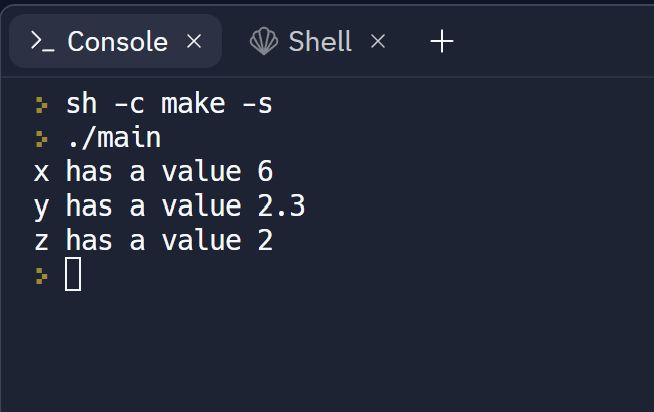 Console Shell
sh -c make -s
./main
x has a value 6
y has a value 2.3
z has a value 2